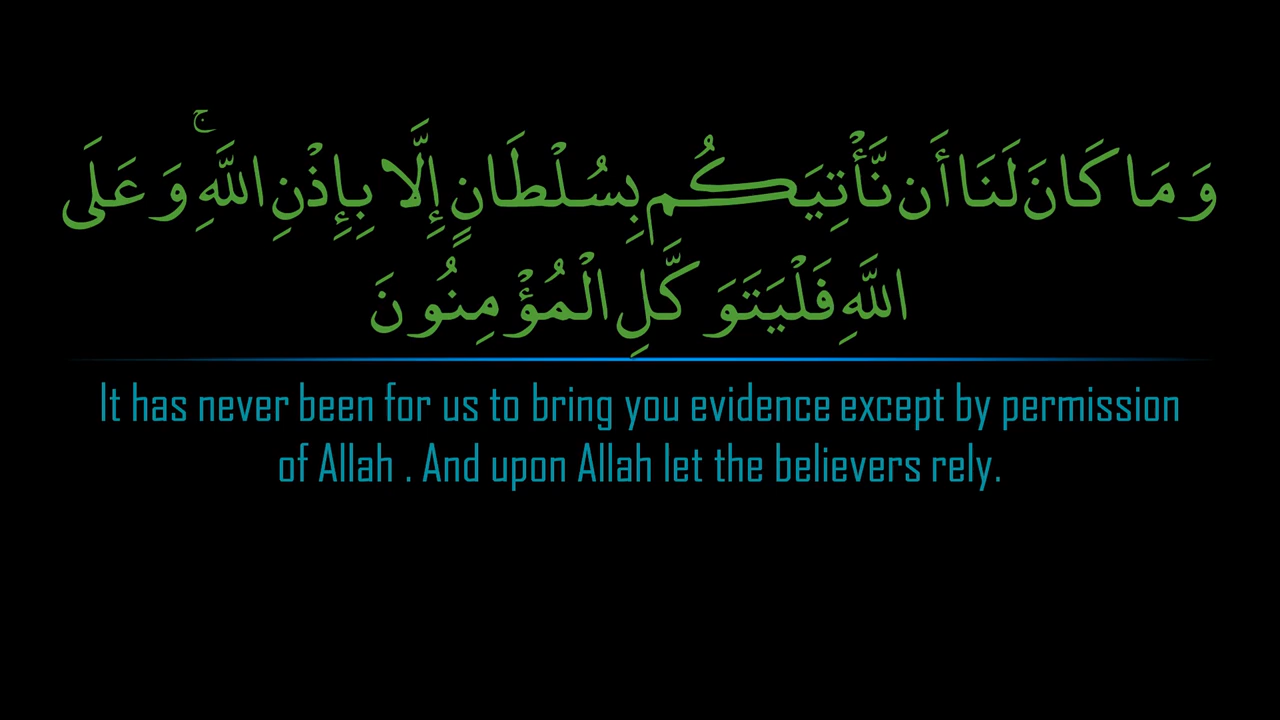 وَمَا كَانَ لَنَا أَن نَّأْتِيَكُم بِسُلْطَانٍ إِلَّا بِإِذْنِ اللَّهِ ۚ وَعَلَى
اللَّهِ فَلْيَتَوَكَّلِ الْمُؤْمِنُونَ
It has never been for us to bring you evidence except by permission
of Allah . And upon Allah let the believers rely.